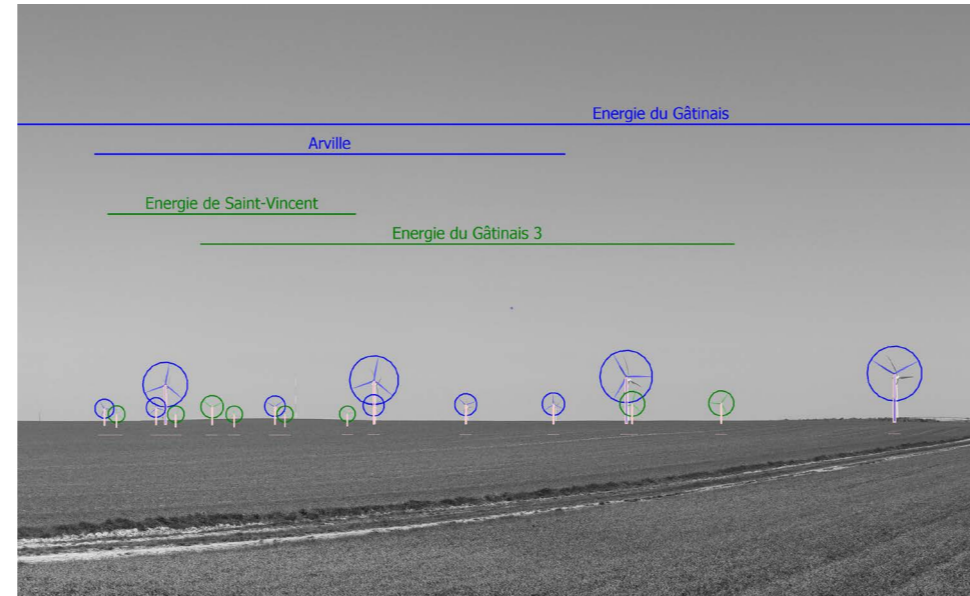 Energie du Gâtinais
Arville
Energie de Saint-Vincent
Energie du Gâtinais 3